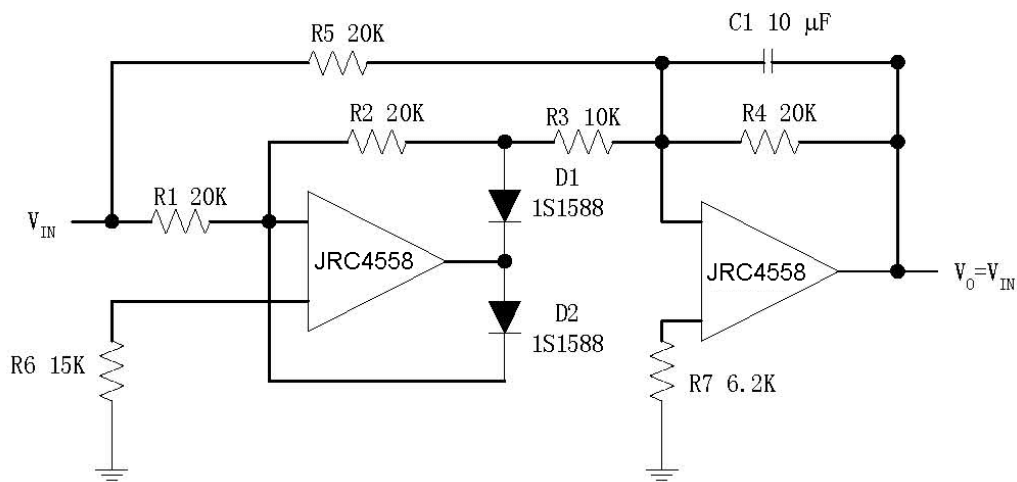 C1 10 μF
R5 20K
R2 20K
R3 10K
R4 20K
D1
1S1588
R1 20K
V_IN
JRC4558
JRC4558
V_O=V_IN
D2
1S1588
R6 15K
R7 6.2K